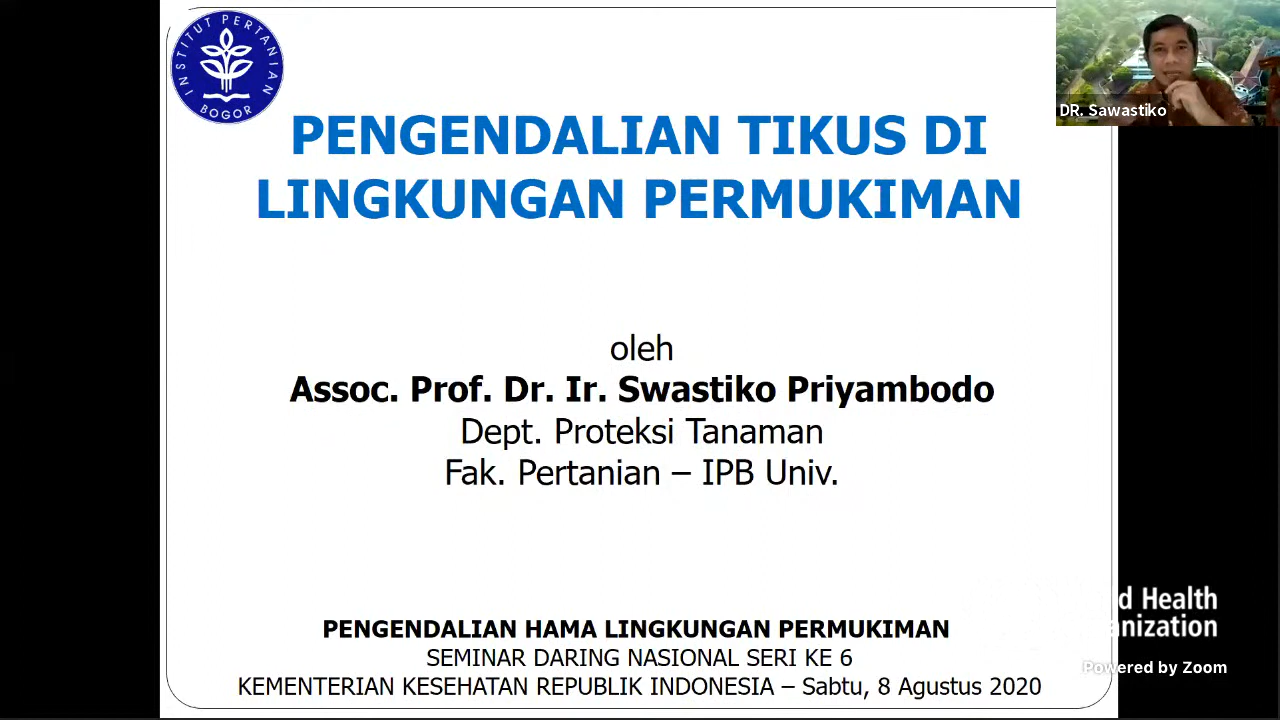 INSTITUT PERTANIAN
BOGOR
DR. Sawastiko
PENGENDALIAN TIKUS DI
LINGKUNGAN PERMUKIMAN
oleh
Assoc. Prof. Dr. Ir. Swastiko Priyambodo
Dept. Proteksi Tanaman
Fak. Pertanian – IPB Univ.
PENGENDALIAN HAMA LINGKUNGAN PERMUKIMAN
SEMINAR DARING NASIONAL SERI KE 6
KEMENTERIAN KESEHATAN REPUBLIK INDONESIA – Sabtu, 8 Agustus 2020
d Health
anization
Powered by Zoom